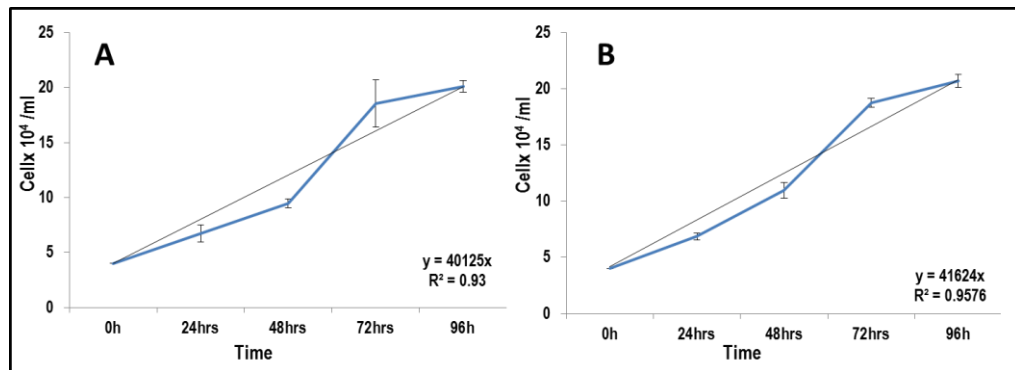 A
25
20
15
10
5
0
Cellx 10⁴ /ml
y = 40125x
R² = 0.93
0h 24hrs 48hrs 72hrs 96h
Time
B
25
20
15
10
5
0
Cellx 10⁴ /ml
y = 41624x
R² = 0.9576
0h 24hrs 48hrs 72hrs 96h
Time